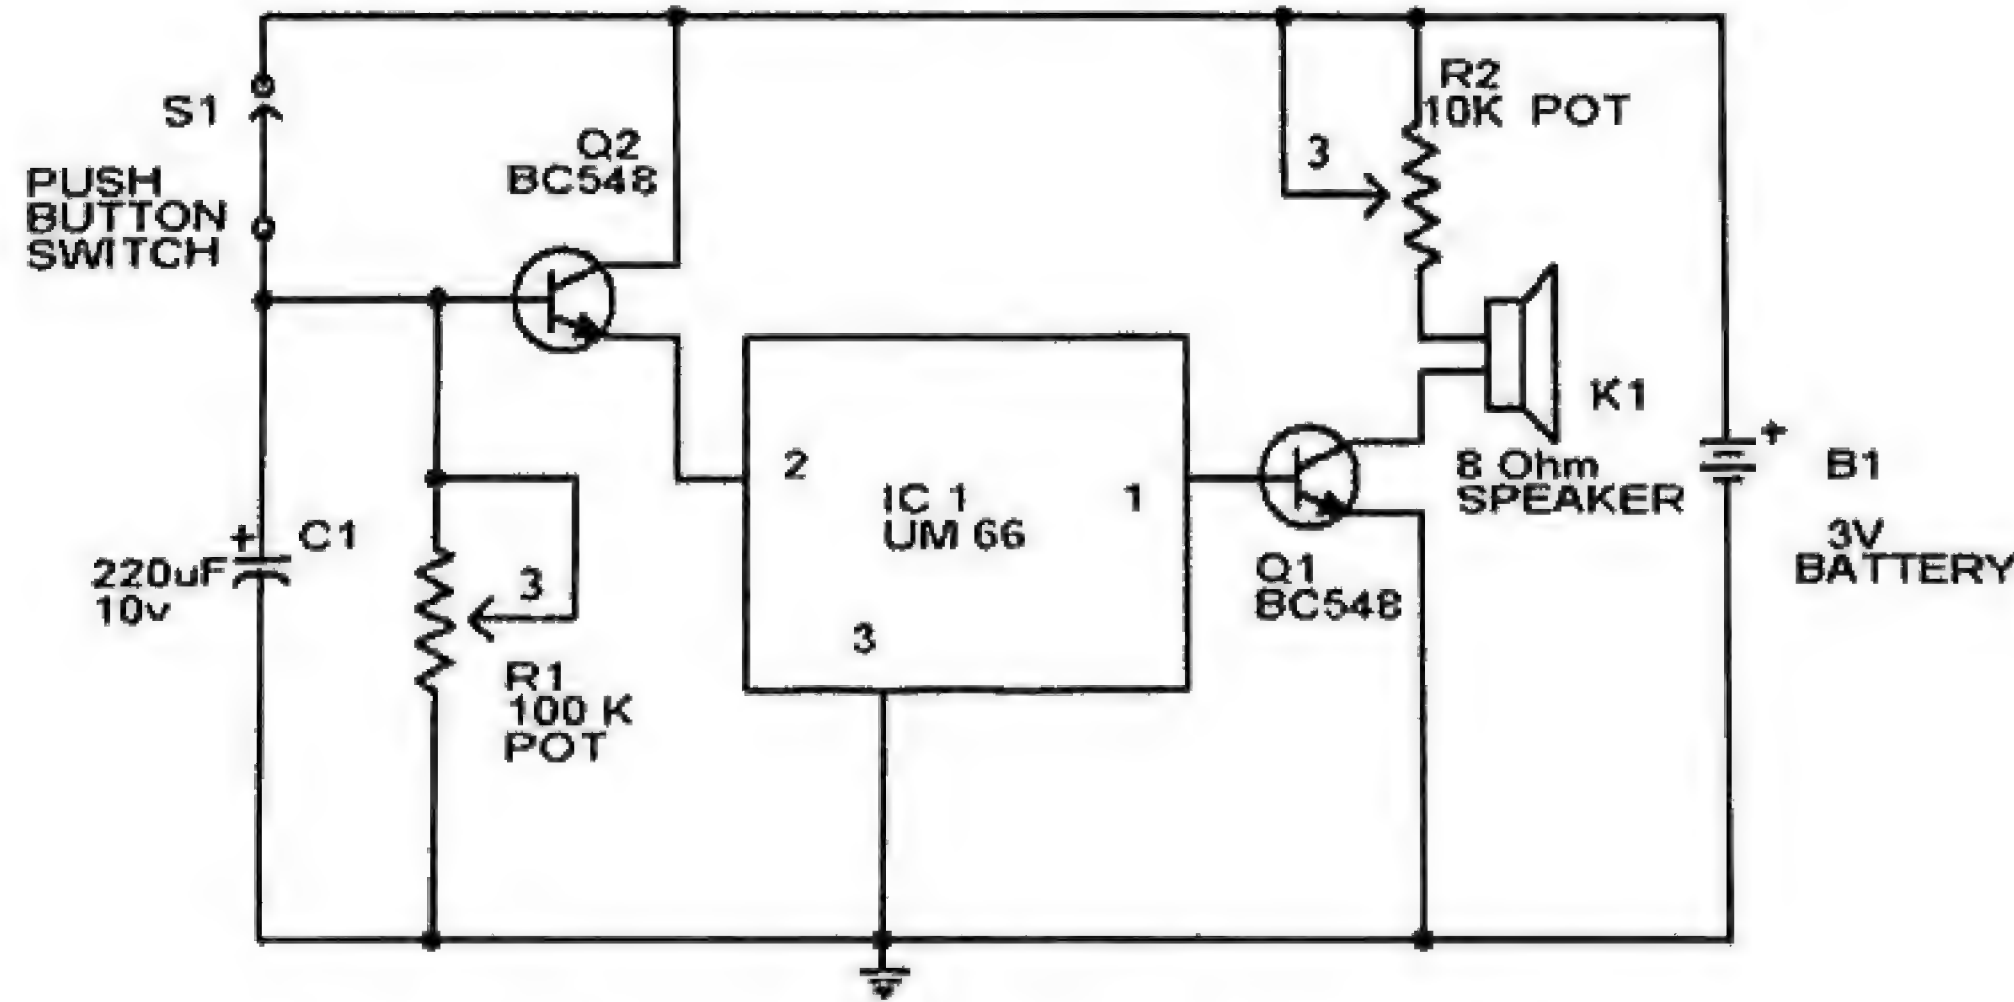 S1
PUSH
BUTTON
SWITCH
Q2
BC548
R2
10K POT
3
K1
8 Ohm
SPEAKER
+
B1
3V
BATTERY
2
IC 1
UM 66
1
3
Q1
BC548
+
C1
220uF
10v
3
R1
100 K
POT